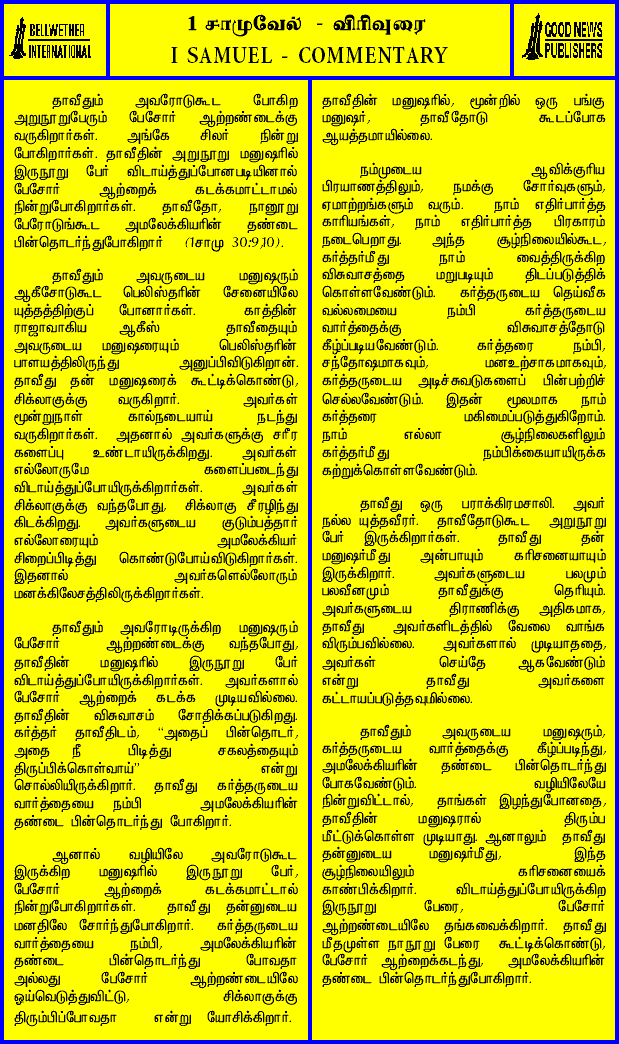 BELLWETHER
INTERNATIONAL
1 சாமுவேல் - விரிவுரை
I SAMUEL - COMMENTARY
GOOD NEWS
PUBLISHERS
தாவீதும் அவரோடுகூட போகிற
அறுநூறுபேரும் பேசோர் ஆற்றண்டைக்கு
வருகிறார்கள். அங்கே சிலர் நின்று
போகிறார்கள். தாவீதின் அறுநூறு மனுஷரில்
இருநூறு பேர் விடாய்த்துப்போனபடியினால்
பேசோர் ஆற்றைக் கடக்கமாட்டாமல்
நின்றுபோகிறார்கள். தாவீதோ, நானூறு
பேரோடுங்கூட அமலேக்கியரின் தண்டை
பின்தொடர்ந்துபோகிறார் (1சாமு 30:9,10).
தாவீதும் அவருடைய மனுஷரும்
ஆகீசோடுகூட பெலிஸ்தரின் சேனையிலே
யுத்தத்திற்குப் போனார்கள். காத்தின்
ராஜாவாகிய ஆகீஸ் தாவீதையும்
அவருடைய மனுஷரையும் பெலிஸ்தரின்
பாளயத்திலிருந்து அனுப்பிவிடுகிறான்.
தாவீது தன் மனுஷரைக் கூட்டிக்கொண்டு,
சிக்லாகுக்கு வருகிறார். அவர்கள்
மூன்றுநாள் கால்நடையாய் நடந்து
வருகிறார்கள். அதனால் அவர்களுக்கு சரீர
களைப்பு உண்டாயிருக்கிறது. அவர்கள்
எல்லோருமே களைப்படைந்து
விடாய்த்துப்போயிருக்கிறார்கள். அவர்கள்
சிக்லாகுக்கு வந்தபோது, சிக்லாகு சீரழிந்து
கிடக்கிறது. அவர்களுடைய குடும்பத்தார்
எல்லோரையும் அமலேக்கியர்
சிறைப்பிடித்து கொண்டுபோய்விடுகிறார்கள்.
இதனால் அவர்களெல்லோரும்
மனக்கிலேசத்திலிருக்கிறார்கள்.
தாவீதும் அவரோடிருக்கிற மனுஷரும்
பேசோர் ஆற்றண்டைக்கு வந்தபோது,
தாவீதின் மனுஷரில் இருநூறு பேர்
விடாய்த்துப்போயிருக்கிறார்கள். அவர்களால்
பேசோர் ஆற்றைக் கடக்க முடியவில்லை.
தாவீதின் விசுவாசம் சோதிக்கப்படுகிறது.
கர்த்தர் தாவீதிடம், “அதைப் பின்தொடர்,
அதை நீ பிடித்து சகலத்தையும்
திருப்பிக்கொள்வாய்” என்று
சொல்லியிருக்கிறார். தாவீது கர்த்தருடைய
வார்த்தையை நம்பி அமலேக்கியரின்
தண்டை பின்தொடர்ந்து போகிறார்.
ஆனால் வழியிலே அவரோடுகூட
இருக்கிற மனுஷரில் இருநூறு பேர்,
பேசோர் ஆற்றைக் கடக்கமாட்டால்
நின்றுபோகிறார்கள். தாவீது தன்னுடைய
மனதிலே சோர்ந்துபோகிறார். கர்த்தருடைய
வார்த்தையை நம்பி, அமலேக்கியரின்
தண்டை பின்தொடர்ந்து போவதா
அல்லது பேசோர் ஆற்றண்டையிலே
ஓய்வெடுத்துவிட்டு, சிக்லாகுக்கு
திரும்பிப்போவதா என்று யோசிக்கிறார்.
தாவீதின் மனுஷரில், மூன்றில் ஒரு பங்கு
மனுஷர், தாவீதோடு கூடப்போக
ஆயத்தமாயில்லை.
நம்முடைய ஆவிக்குரிய
பிரயாணத்திலும், நமக்கு சோர்வுகளும்,
ஏமாற்றங்களும் வரும். நாம் எதிர்பார்த்த
காரியங்கள், நாம் எதிர்பார்த்த பிரகாரம்
நடைபெறாது. அந்த சூழ்நிலையில்கூட,
கர்த்தர்மீது நாம் வைத்திருக்கிற
விசுவாசத்தை மறுபடியும் திடப்படுத்திக்
கொள்ளவேண்டும். கர்த்தருடைய தெய்வீக
வல்லமையை நம்பி கர்த்தருடைய
வார்த்தைக்கு விசுவாசத்தோடு
கீழ்ப்படியவேண்டும். கர்த்தரை நம்பி,
சந்தோஷமாகவும், மனஉற்சாகமாகவும்,
கர்த்தருடைய அடிச்சுவடுகளைப் பின்பற்றிச்
செல்லவேண்டும். இதன் மூலமாக நாம்
கர்த்தரை மகிமைப்படுத்துகிறோம்.
நாம் எல்லா சூழ்நிலைகளிலும்
கர்த்தர்மீது நம்பிக்கையாயிருக்க
கற்றுக்கொள்ளவேண்டும்.
தாவீது ஒரு பராக்கிரமசாலி. அவர்
நல்ல யுத்தவீரர். தாவீதோடுகூட அறுநூறு
பேர் இருக்கிறார்கள். தாவீது தன்
மனுஷர்மீது அன்பாயும் கரிசனையாயும்
இருக்கிறார். அவர்களுடைய பலமும்
பலவீனமும் தாவீதுக்கு தெரியும்.
அவர்களுடைய திராணிக்கு அதிகமாக,
தாவீது அவர்களிடத்தில் வேலை வாங்க
விரும்பவில்லை. அவர்களால் முடியாததை,
அவர்கள் செய்தே ஆகவேண்டும்
என்று தாவீது அவர்களை
கட்டாயப்படுத்தவுமில்லை.
தாவீதும் அவருடைய மனுஷரும்,
கர்த்தருடைய வார்த்தைக்கு கீழ்ப்படிந்து,
அமலேக்கியரின் தண்டை பின்தொடர்ந்து
போகவேண்டும். வழியிலேயே
நின்றுவிட்டால், தாங்கள் இழந்துபோனதை,
தாவீதின் மனுஷரால் திரும்ப
மீட்டுக்கொள்ள முடியாது. ஆனாலும் தாவீது
தன்னுடைய மனுஷர்மீது, இந்த
சூழ்நிலையிலும் கரிசனையைக்
காண்பிக்கிறார். விடாய்த்துப்போயிருக்கிற
இருநூறு பேரை, பேசோர்
ஆற்றண்டையிலே தங்கவைக்கிறார். தாவீது
மீதமுள்ள நாநூறு பேரை கூட்டிக்கொண்டு,
பேசோர் ஆற்றைக்கடந்து, அமலேக்கியரின்
தண்டை பின்தொடர்ந்துபோகிறார்.